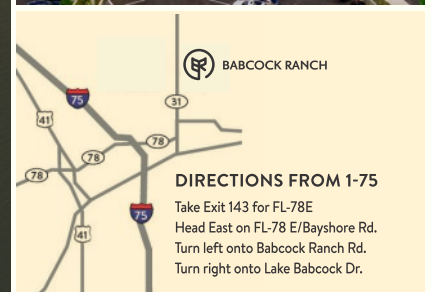 BABCOCK RANCH
75
31
41
78
78
78
DIRECTIONS FROM 1-75
75
Take Exit 143 for FL-78E
Head East on FL-78 E/Bayshore Rd.
41
Turn left onto Babcock Ranch Rd.
Turn right onto Lake Babcock Dr.